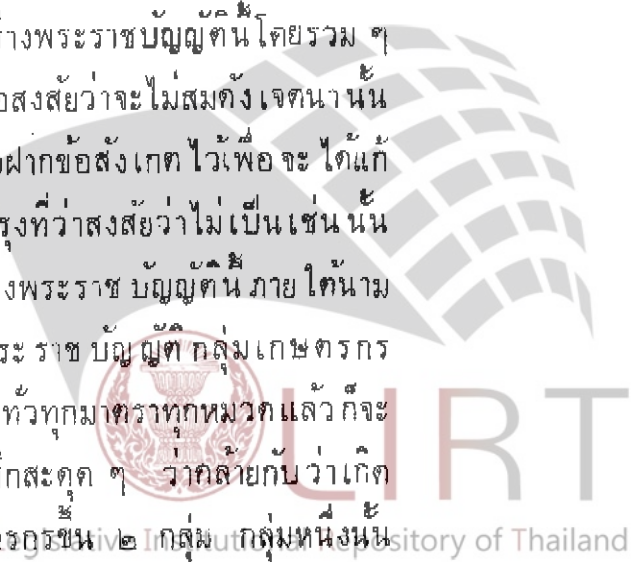 างพระราชบัญญัตินี้โดยรวม ๆ
อสงสัยว่าจะไม่สมดังเจตนานั้น
ฝากข้อสังเกตไว้เพื่อจะได้แก้
รุงที่ว่าสงสัยว่าไม่เป็นเช่นนั้น
งพระราชบัญญัตินี้ภายใต้นาม
ระราชบัญญัติกลุ่มเกษตรกร
ทั่วทุกมาตราทุกหมวดแล้วก็จะ
กสะดุด ๆ ว่าคล้ายกับว่าเกิด
รกรขึ้น ๒ กลุ่ม กลุ่มหนึ่งนั้น
LIRT
Legislative Institutional Repository of Thailand